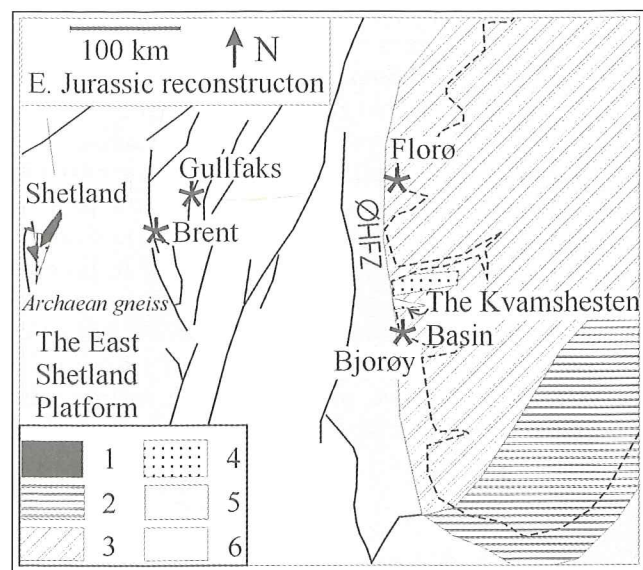 100 km
N
E. Jurassic reconstructon
Florø
Gullfaks
Shetland
Brent
ØHFZ
Archaean gneiss
The Kvamshesten
Basin
The East
Shetland
Platform
Bjorøy
1 4
2 5
3 6